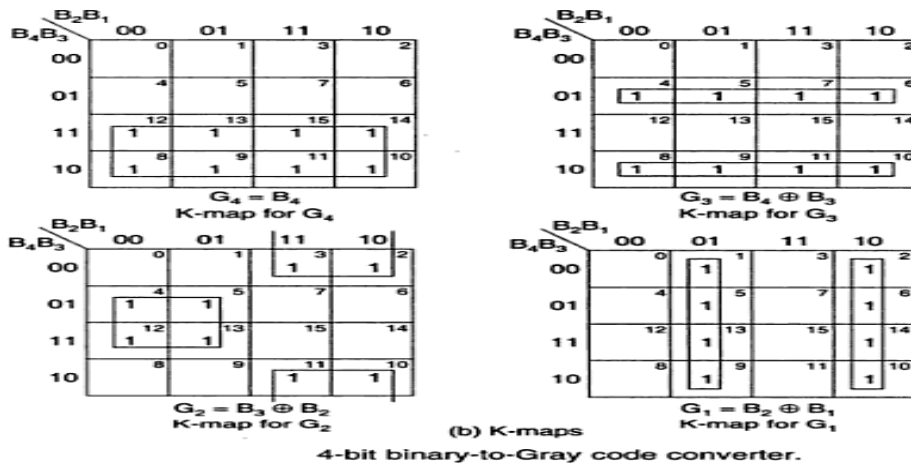 B₂B₁
B₄B₃ 00 01 11 10
0 1 3 2
00
4 5 7 6
01
12 13 15 14
11 1 1 1 1
8 9 11 10
10 1 1 1 1
G₄ = B₄
K-map for G₄
B₂B₁
B₄B₃ 00 01 11 10
0 1 3 2
00
4 5 7 6
01 1 1 1 1
12 13 15 14
11
8 9 11 10
10 1 1 1 1
G₃ = B₄ ⊕ B₃
K-map for G₃
B₂B₁
B₄B₃ 00 01 11 10
0 1 3 2
00 1 1
4 5 7 6
01 1 1
12 13 15 14
11 1 1
8 9 11 10
10 1 1
G₂ = B₃ ⊕ B₂
K-map for G₂
B₂B₁
B₄B₃ 00 01 11 10
0 1 3 2
00 1 1
4 5 7 6
01 1 1
12 13 15 14
11 1 1
8 9 11 10
10 1 1
G₁ = B₂ ⊕ B₁
K-map for G₁
(b) K-maps
4-bit binary-to-Gray code converter.